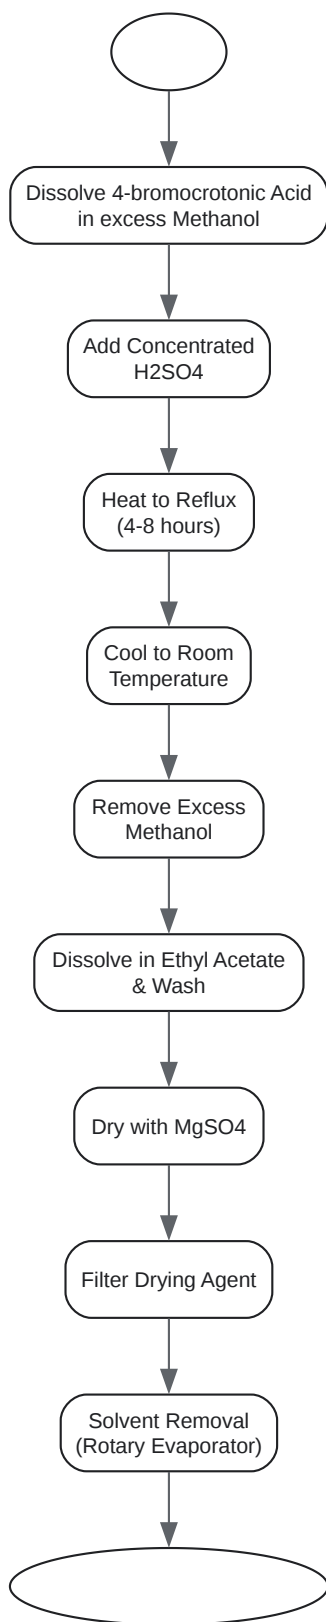 Dissolve 4-bromocrotonic Acid
in excess Methanol
Add Concentrated
H2SO4
Heat to Reflux
(4-8 hours)
Cool to Room
Temperature
Remove Excess
Methanol
Dissolve in Ethyl Acetate
& Wash
Dry with MgSO4
Filter Drying Agent
Solvent Removal
(Rotary Evaporator)